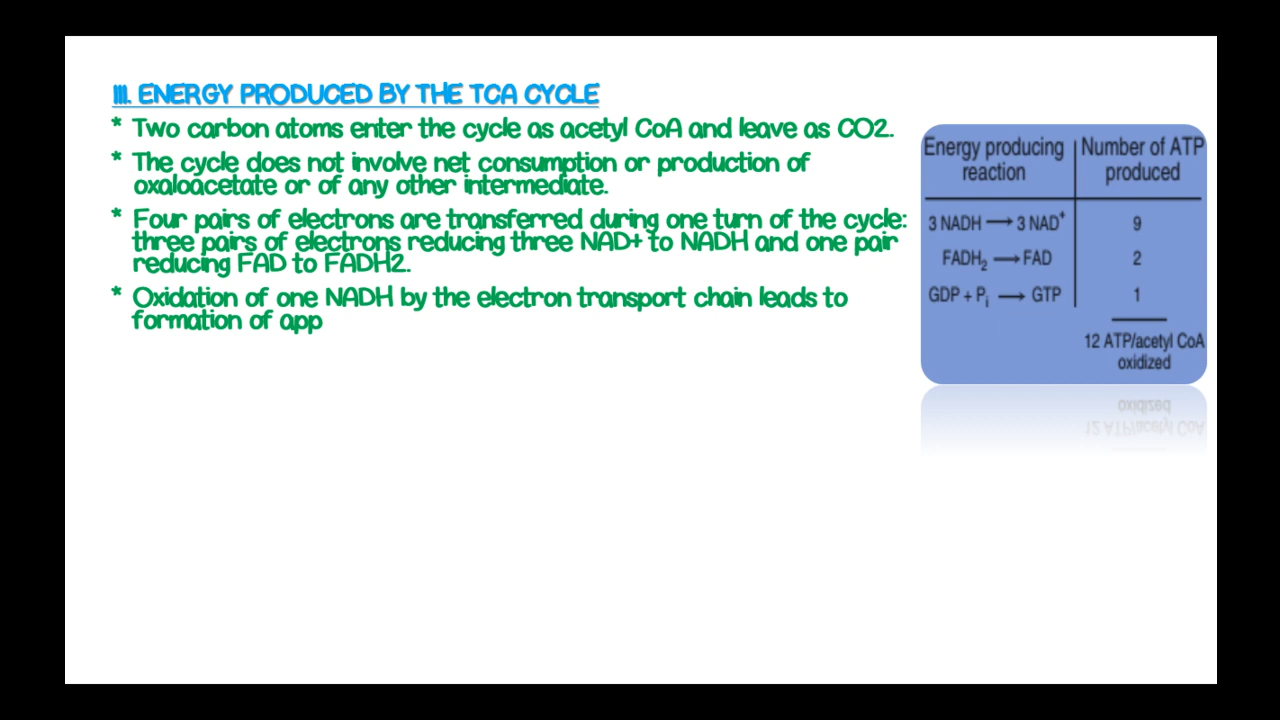 III. ENERGY PRODUCED BY THE TCA CYCLE
* Two carbon atoms enter the cycle as acetyl CoA and leave as CO2.
* The cycle does not involve net consumption or production of
oxaloacetate or of any other intermediate.
* Four pairs of electrons are transferred during one turn of the cycle:
three pairs of electrons reducing three NAD+ to NADH and one pair
reducing FAD to FADH2.
* Oxidation of one NADH by the electron transport chain leads to
formation of app
Energy producing reaction
Number of ATP produced
3 NADH → 3 NAD⁺ 9
FADH₂ → FAD 2
GDP + Pᵢ → GTP 1
12 ATP/acetyl CoA
oxidized